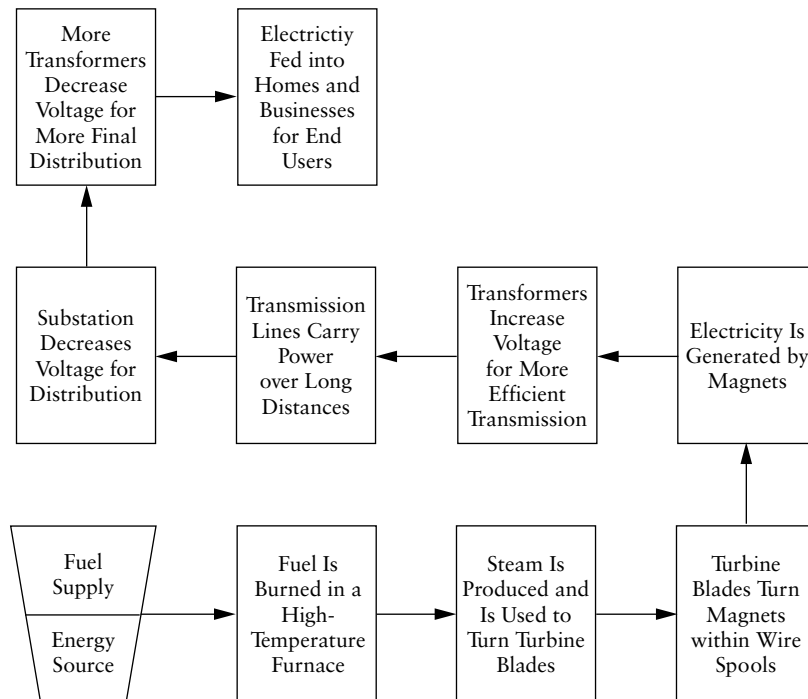 More
Transformers
Decrease
Voltage for
More Final
Distribution
Electrictiy
Fed into
Homes and
Businesses
for End
Users
Substation
Decreases
Voltage for
Distribution
Transmission
Lines Carry
Power
over Long
Distances
Transformers
Increase
Voltage
for More
Efficient
Transmission
Electricity Is
Generated by
Magnets
Fuel
Supply
Energy
Source
Fuel Is
Burned in a
High-
Temperature
Furnace
Steam Is
Produced and
Is Used to
Turn Turbine
Blades
Turbine
Blades Turn
Magnets
within Wire
Spools